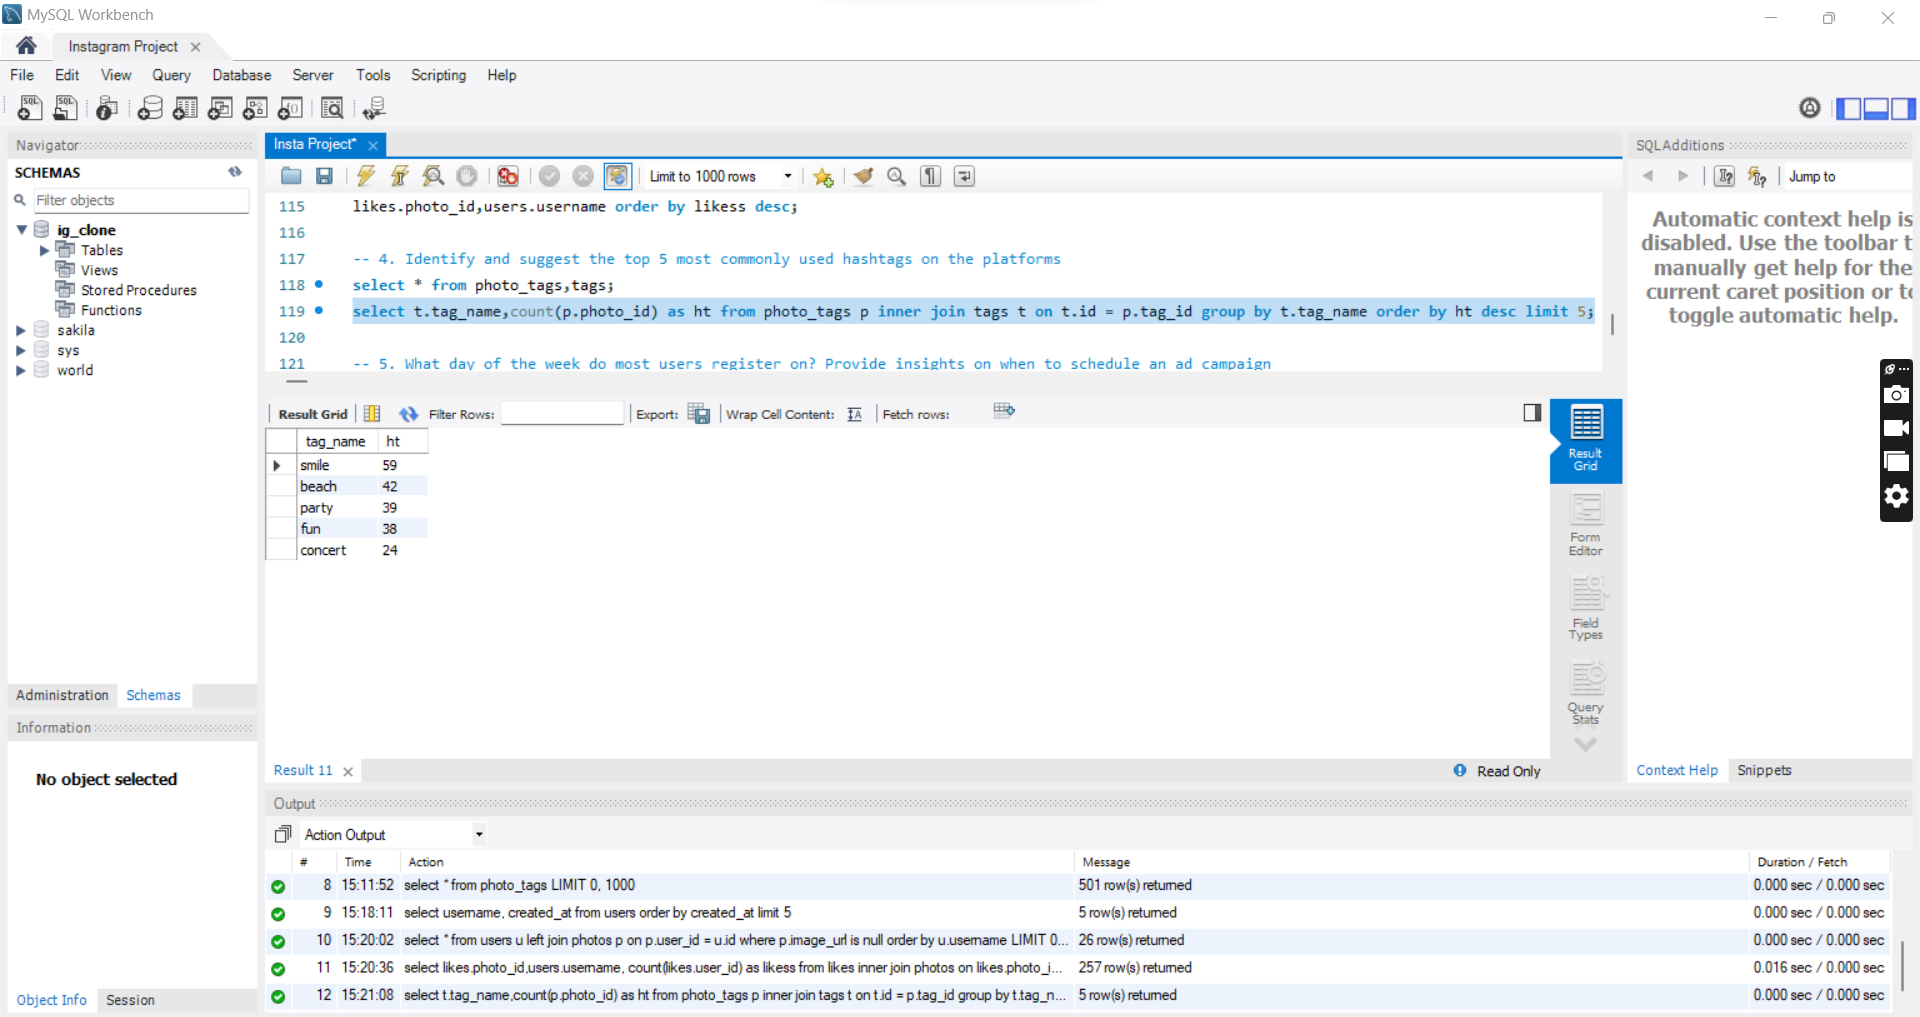 MySQL Workbench
Instagram Project
File Edit View Query Database Server Tools Scripting Help
Navigator
SCHEMAS
Filter objects
ig_clone
Tables
Views
Stored Procedures
Functions
sakila
sys
world
Administration Schemas
Information
No object selected
Object Info Session
Insta Project*
Limit to 1000 rows
115 likes.photo_id,users.username order by likess desc;
116
117 -- 4. Identify and suggest the top 5 most commonly used hashtags on the platforms
118 select * from photo_tags,tags;
119 select t.tag_name,count(p.photo_id) as ht from photo_tags p inner join tags t on t.id = p.tag_id group by t.tag_name order by ht desc limit 5;
120
121 -- 5. What day of the week do most users register on? Provide insights on when to schedule an ad campaign
Result Grid Filter Rows: Export: Wrap Cell Content: Fetch rows:
tag_name ht
smile 59
beach 42
party 39
fun 38
concert 24
Result Grid
Form Editor
Field Types
Query Stats
Result 11
Read Only
SQLAdditions
Jump to
Automatic context help is
disabled. Use the toolbar t
manually get help for the
current caret position or to
toggle automatic help.
Context Help Snippets
Output
Action Output
# Time Action Message Duration / Fetch
8 15:11:52 select * from photo_tags LIMIT 0, 1000 501 row(s) returned 0.000 sec / 0.000 sec
9 15:18:11 select username, created_at from users order by created_at limit 5 5 row(s) returned 0.000 sec / 0.000 sec
10 15:20:02 select * from users u left join photos p on p.user_id = u.id where p.image_url is null order by u.username LIMIT 0... 26 row(s) returned 0.000 sec / 0.000 sec
11 15:20:36 select likes.photo_id,users.username, count(likes.user_id) as likess from likes inner join photos on likes.photo_i... 257 row(s) returned 0.016 sec / 0.000 sec
12 15:21:08 select t.tag_name,count(p.photo_id) as ht from photo_tags p inner join tags t on t.id = p.tag_id group by t.tag_n... 5 row(s) returned 0.000 sec / 0.000 sec